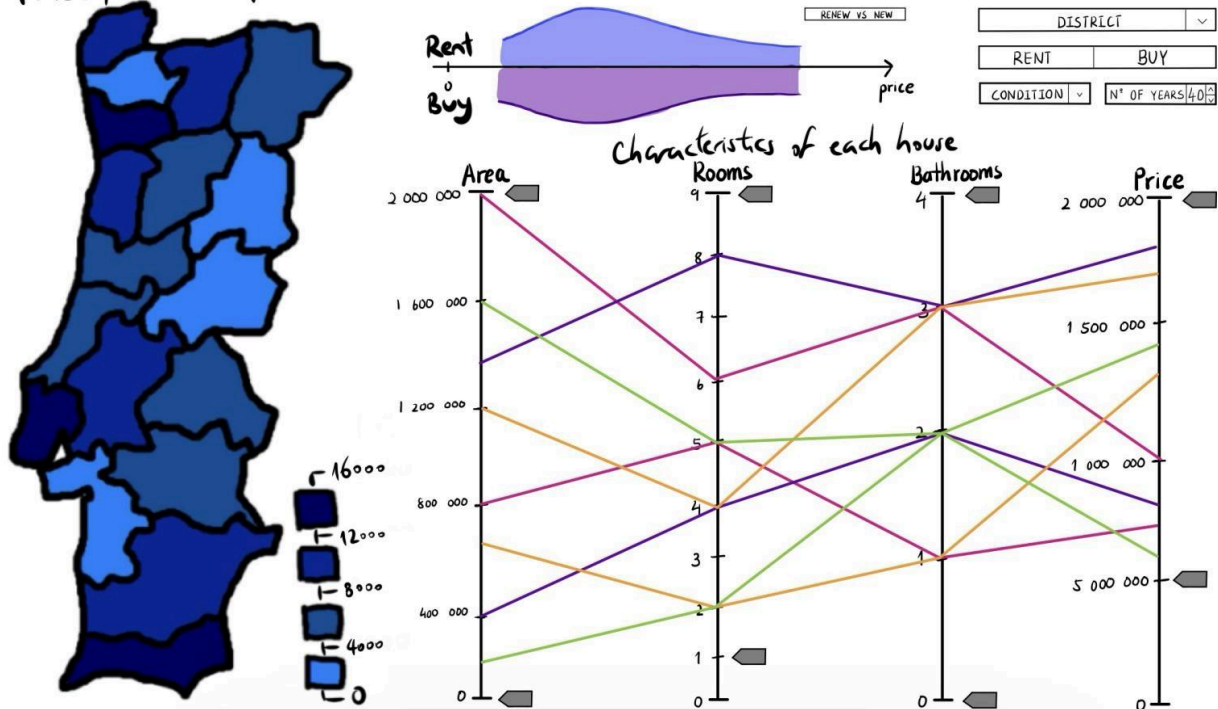 RENEW VS NEW
DISTRICT
RENT BUY
CONDITION Nº OF YEARS 40
Rent
0
Buy
price
Characteristics of each house
Area Rooms Bathrooms Price
2 000 000
1 600 000
1 200 000
800 000
400 000
0
9
8
7
6
5
4
3
2
1
0
4
3
2
1
0
2 000 000
1 500 000
1 000 000
5 000 000
0
16000
12000
8000
4000
0